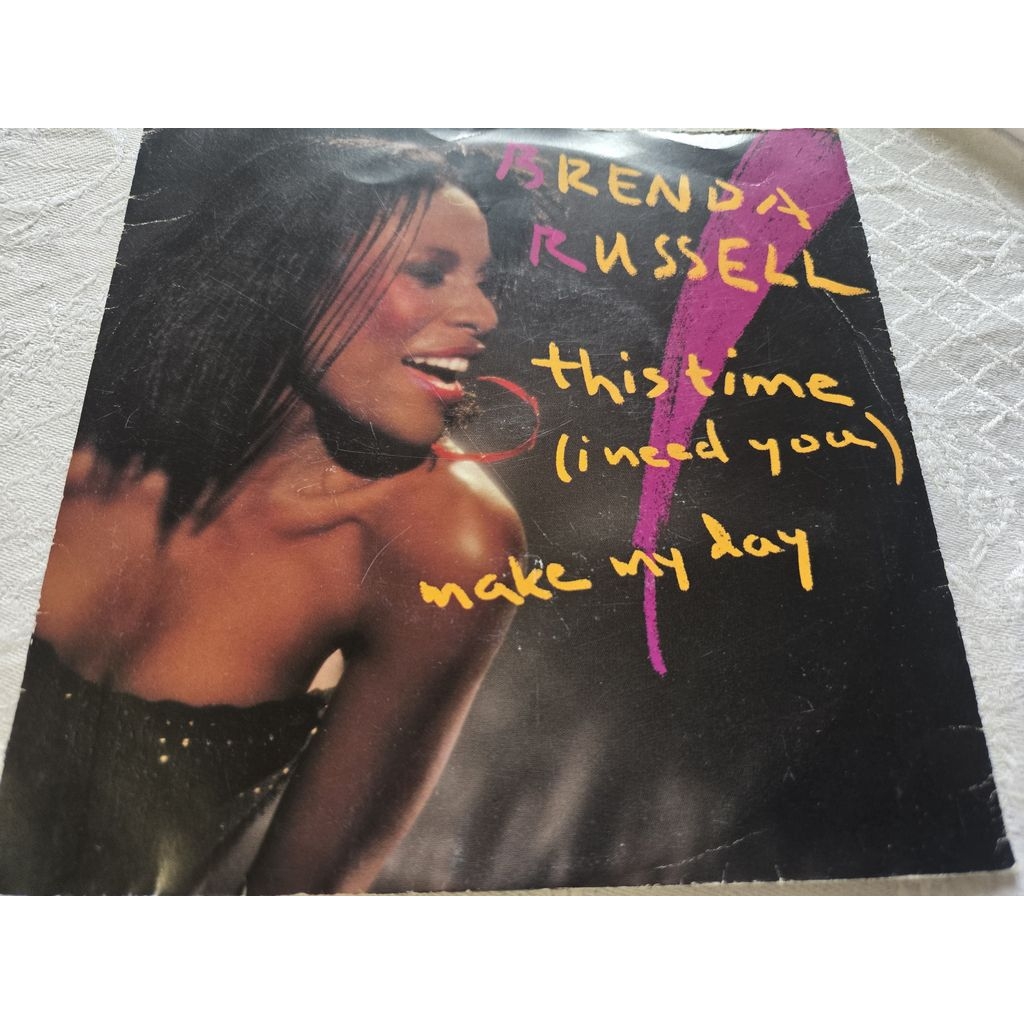 BRENDA
RUSSELL
this time
(i need you)
make my day